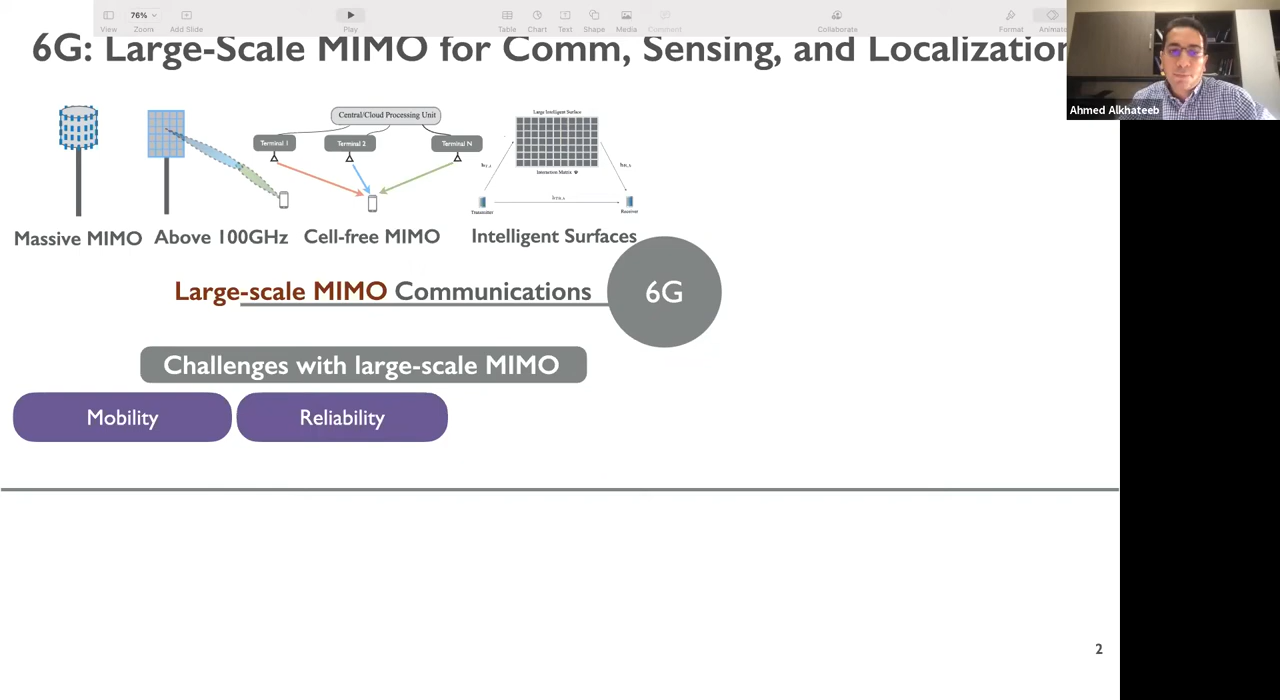 76%
View
Zoom
Add Slide
Play
Table
Chart
Text
Shape
Media
Comment
Collaborate
Format
Animate
6G: Large-Scale MIMO for Comm, Sensing, and Localization
Ahmed Alkhateeb
Central/Cloud Processing Unit
Terminal 1
Terminal 2
Terminal N
Large Intelligent Surface
Interaction Matrix Ψ
Transmitter
Receiver
Massive MIMO
Above 100GHz
Cell-free MIMO
Intelligent Surfaces
Large-scale MIMO Communications
6G
Challenges with large-scale MIMO
Mobility
Reliability
2